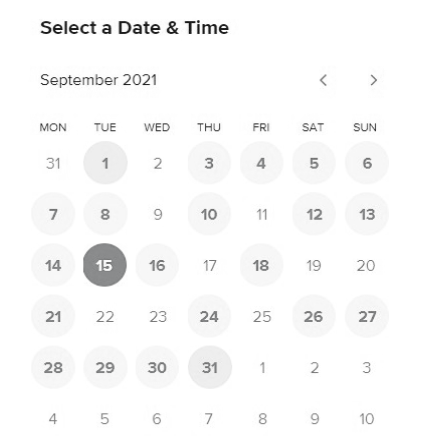 Select a Date & Time
September 2021 < >
MON TUE WED THU FRI SAT SUN
31 1 2 3 4 5 6
7 8 9 10 11 12 13
14 15 16 17 18 19 20
21 22 23 24 25 26 27
28 29 30 31 1 2 3
4 5 6 7 8 9 10